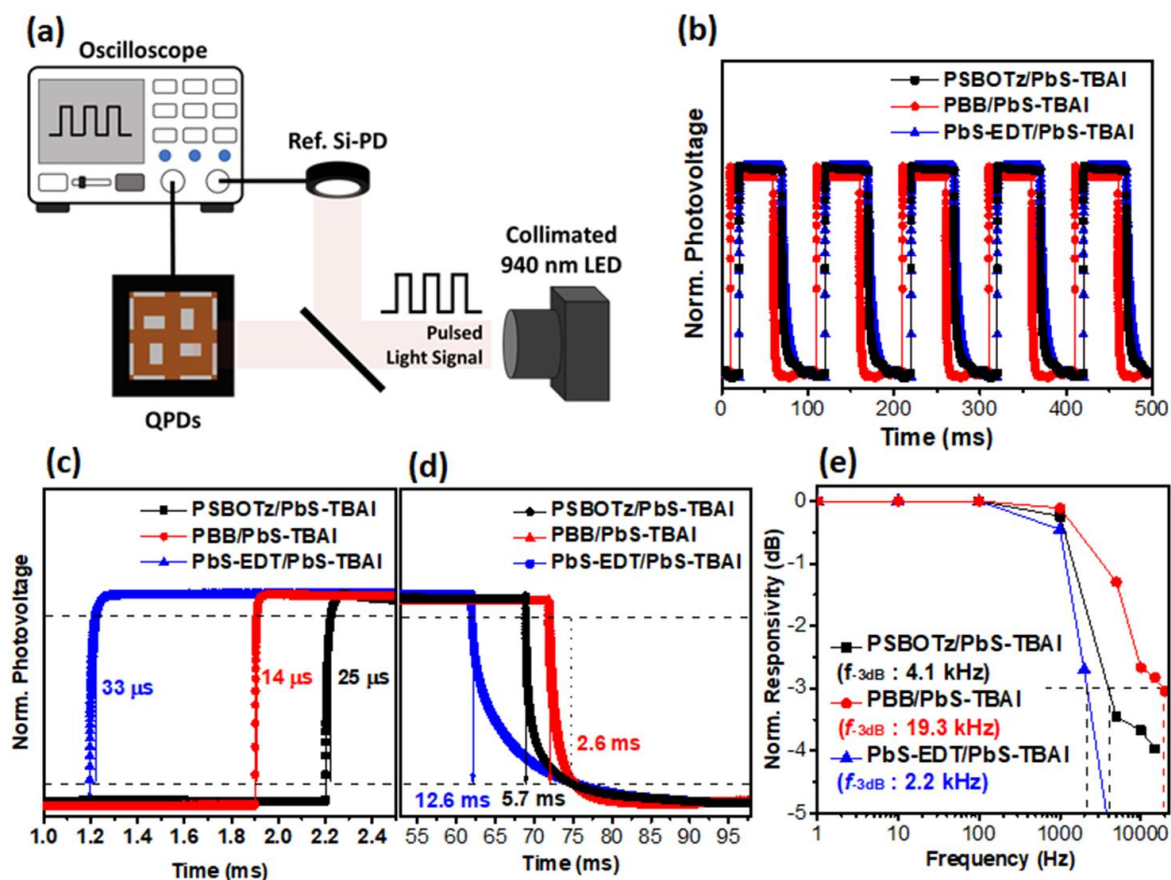 (a)
Oscilloscope
Ref. Si-PD
Collimated
940 nm LED
Pulsed
Light Signal
QPDs
(b)
PSBOTz/PbS-TBAI
PBB/PbS-TBAI
PbS-EDT/PbS-TBAI
Norm. Photovoltage
0 100 200 300 400 500
Time (ms)
(c)
PSBOTz/PbS-TBAI
PBB/PbS-TBAI
PbS-EDT/PbS-TBAI
Norm. Photovoltage
33 µs
14 µs
25 µs
1.0 1.2 1.4 1.6 1.8 2.0 2.2 2.4
Time (ms)
(d)
PSBOTz/PbS-TBAI
PBB/PbS-TBAI
PbS-EDT/PbS-TBAI
2.6 ms
12.6 ms
5.7 ms
55 60 65 70 75 80 85 90 95
Time (ms)
(e)
Norm. Responsivity (dB)
0
-1
-2
-3
-4
-5
PSBOTz/PbS-TBAI
(f-3dB : 4.1 kHz)
PBB/PbS-TBAI
(f-3dB : 19.3 kHz)
PbS-EDT/PbS-TBAI
(f-3dB : 2.2 kHz)
1 10 100 1000 10000
Frequency (Hz)